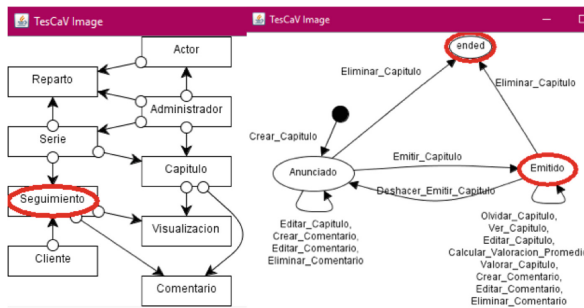 TesCaV Image
Actor
Reparto
Administrador
Serie
Capitulo
Seguimiento
Visualizacion
Cliente
Comentario
TesCaV Image
ended
Eliminar_Capitulo
Eliminar_Capitulo
Crear_Capitulo
Emitir_Capitulo
Anunciado
Emitido
Deshacer_Emitir_Capitulo
Editar_Capitulo,
Crear_Comentario,
Editar_Comentario,
Eliminar_Comentario
Olvidar_Capitulo,
Ver_Capitulo,
Editar_Capitulo,
Calcular_Valoracion_Promedi
Valorar_Capitulo,
Crear_Comentario,
Editar_Comentario,
Eliminar_Comentario